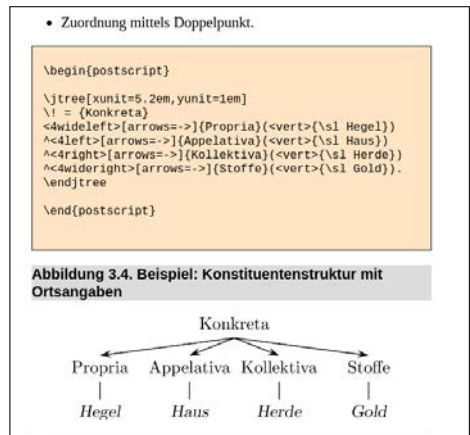 • Zuordnung mittels Doppelpunkt.
\begin{postscript}
\jtree[xunit=5.2em,yunit=1em]
\! = {Konkreta}
<4wideleft>[arrows=->]{Propria}(<vert>{\sl Hegel})
^<4left>[arrows=->]{Appelativa}(<vert>{\sl Haus})
^<4right>[arrows=->]{Kollektiva}(<vert>{\sl Herde})
^<4wideright>[arrows=->]{Stoffe}(<vert>{\sl Gold}).
\endjtree
\end{postscript}
Abbildung 3.4. Beispiel: Konstituentenstruktur mit
Ortsangaben
Konkreta
Propria Appelativa Kollektiva Stoffe
Hegel Haus Herde Gold